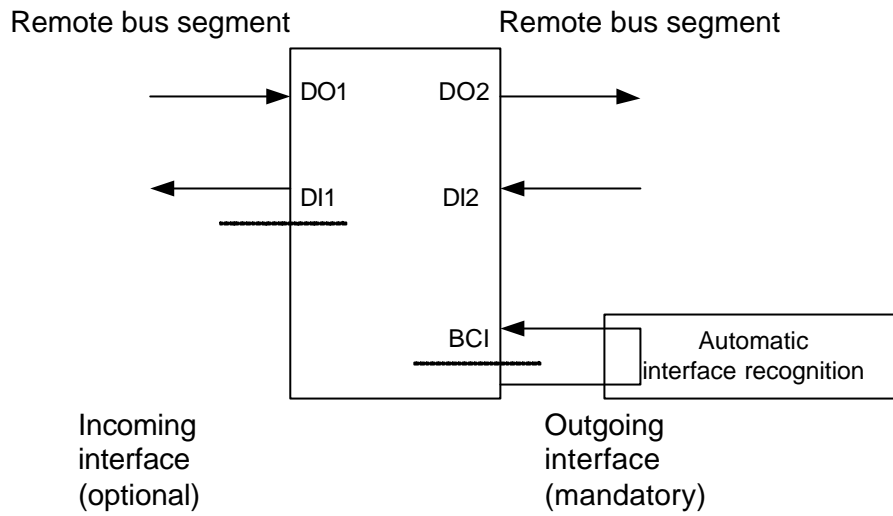 Remote bus segment
Remote bus segment
DO1
DO2
DI1
DI2
BCI
Automatic
interface recognition
Incoming
interface
(optional)
Outgoing
interface
(mandatory)